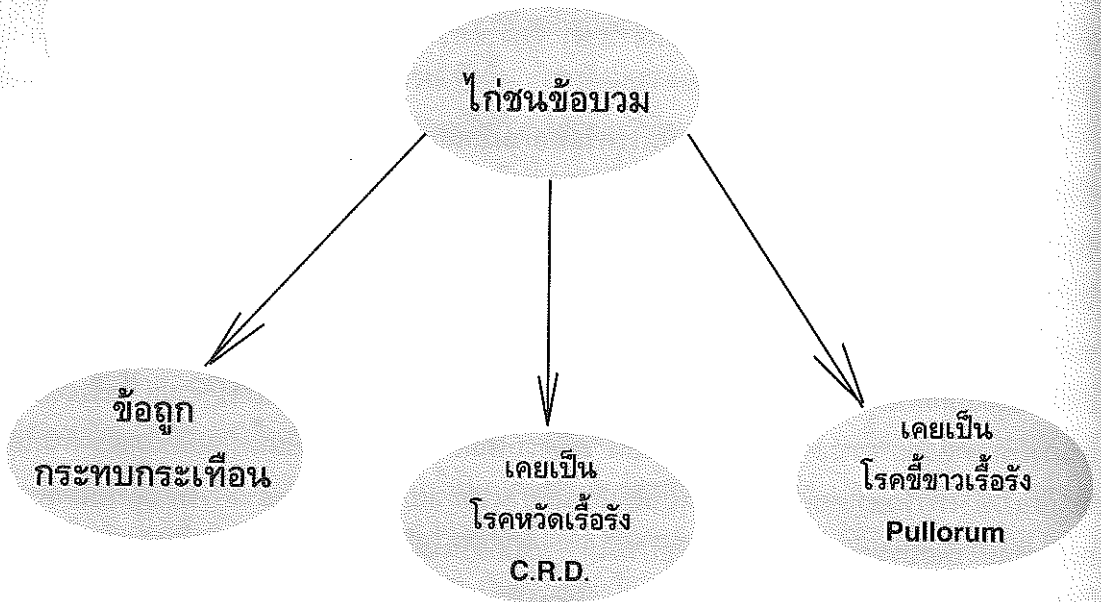 ไก่ชนข้อบวม
ข้อถูก
กระทบกระเทือน
เคยเป็น
โรคหวัดเรื้อรัง
C.R.D.
เคยเป็น
โรคขี้ขาวเรื้อรัง
Pullorum